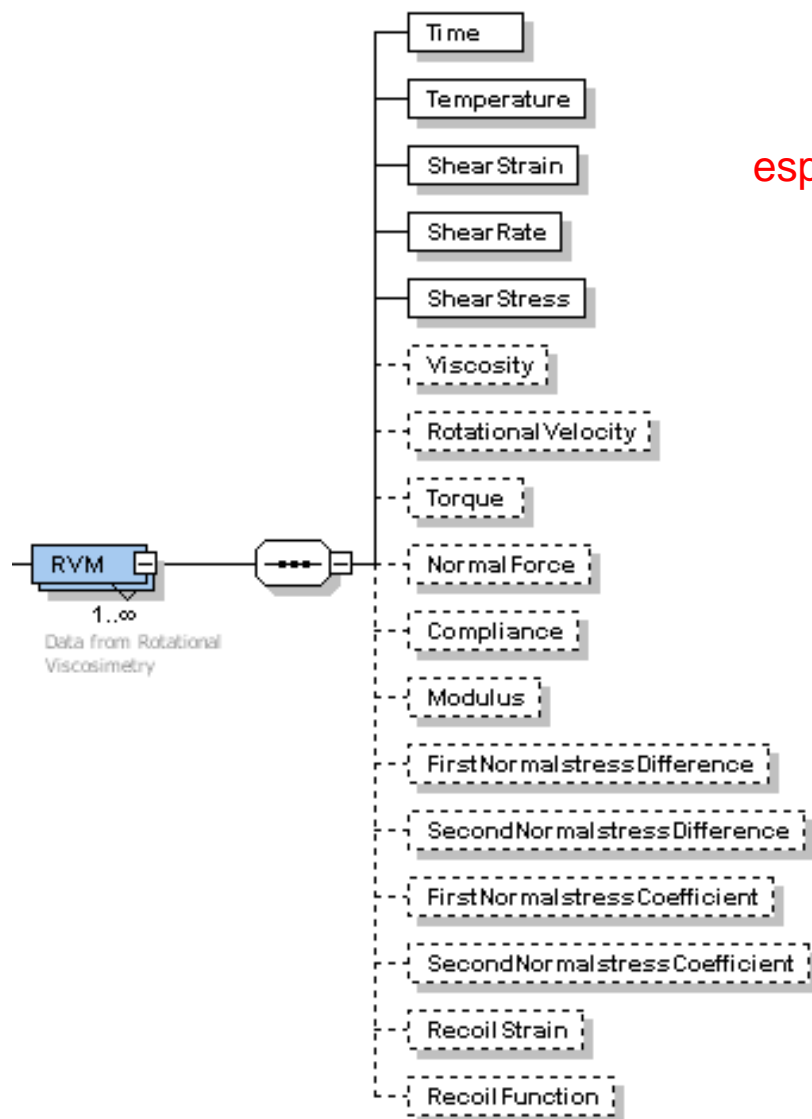 Time
Temperature
esp
ShearStrain
ShearRate
ShearStress
Viscosity
RotationalVelocity
Torque
RVM
NormalForce
1..∞
Data from Rotational
Viscosimetry
Compliance
Modulus
FirstNormalstressDifference
SecondNormalstressDifference
FirstNormalstressCoefficient
SecondNormalstressCoefficient
RecoilStrain
RecoilFunction